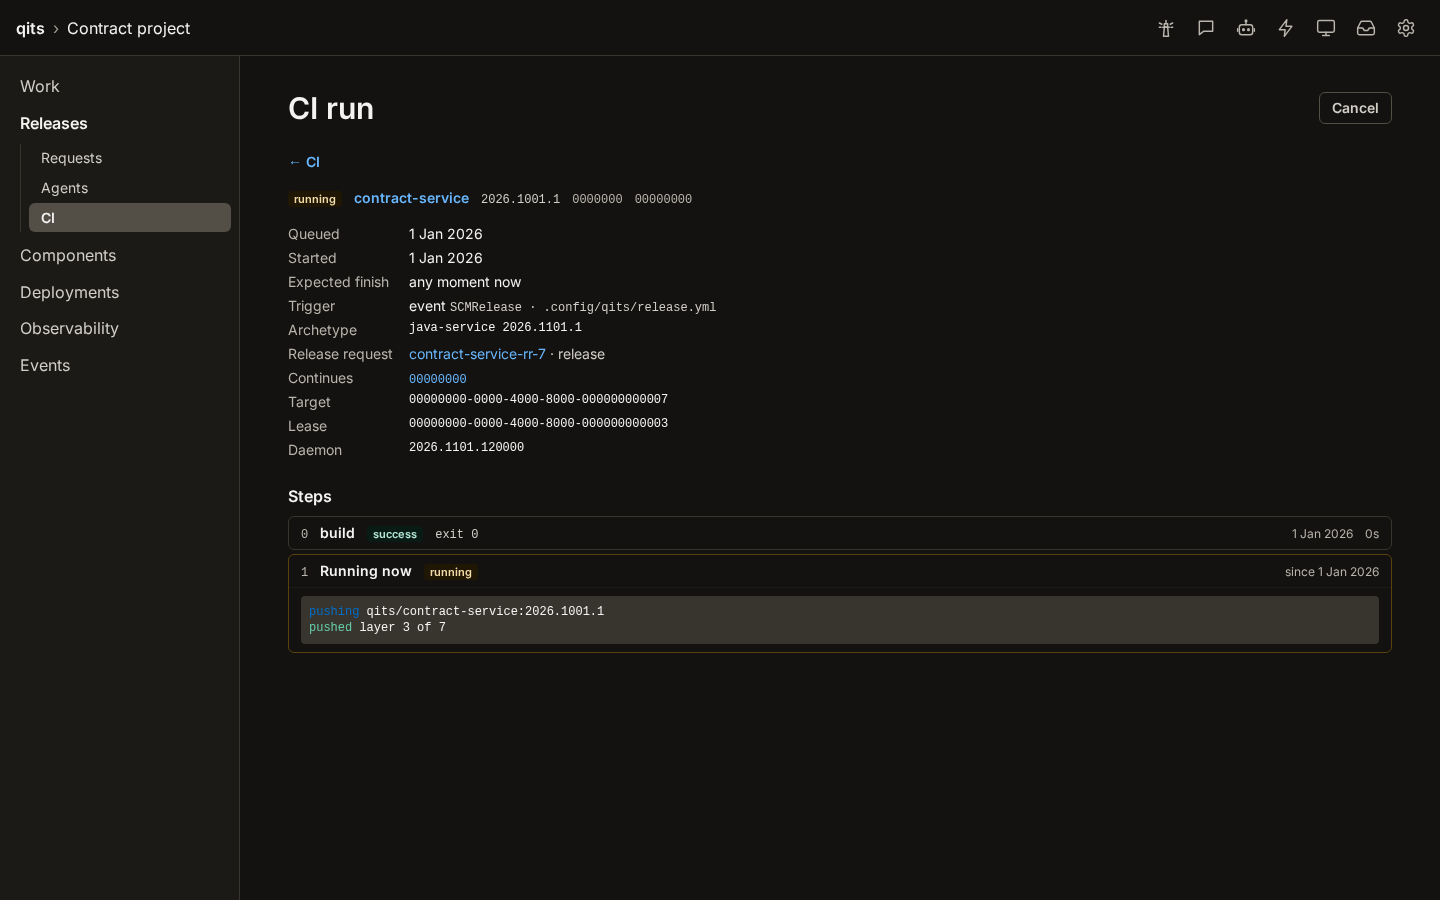 qits › Contract project
Work
Releases
Requests
Agents
CI
Components
Deployments
Observability
Events
CI run
Cancel
← CI
running contract-service 2026.1001.1 0000000 00000000
Queued 1 Jan 2026
Started 1 Jan 2026
Expected finish any moment now
Trigger event SCMRelease · .config/qits/release.yml
Archetype java-service 2026.1101.1
Release request contract-service-rr-7 · release
Continues 00000000
Target 00000000-0000-4000-8000-000000000007
Lease 00000000-0000-4000-8000-000000000003
Daemon 2026.1101.120000
Steps
0 build success exit 0 1 Jan 2026 0s
1 Running now running since 1 Jan 2026
pushing qits/contract-service:2026.1001.1
pushed layer 3 of 7